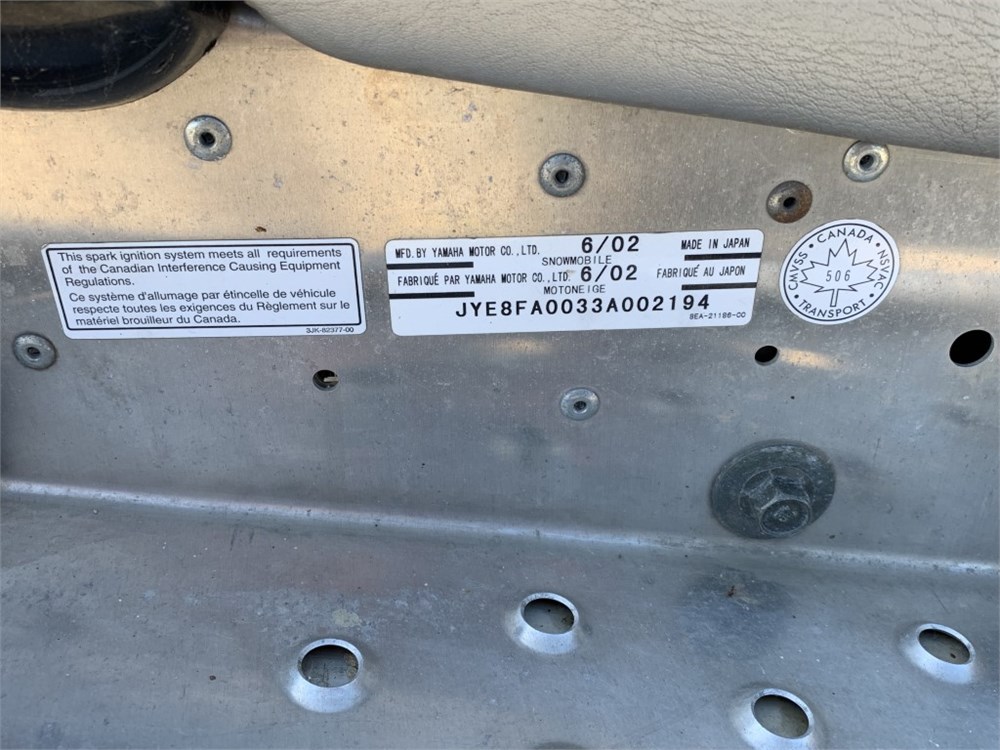 This spark ignition system meets all requirements
of the Canadian Interference Causing Equipment
Regulations.
Ce système d'allumage par étincelle de véhicule
respecte toutes les exigences du Règlement sur le
matériel brouilleur du Canada.
3JK-82377-00
MFD. BY YAMAHA MOTOR CO., LTD. 6/02 MADE IN JAPAN
SNOWMOBILE
FABRIQUÉ PAR YAMAHA MOTOR CO., LTD. 6/02 FABRIQUÉ AU JAPON
MOTONEIGE
JYE8FA0033A002194
8EA-21186-00
CANADA
CMVSS 506 NSVAC
TRANSPORT